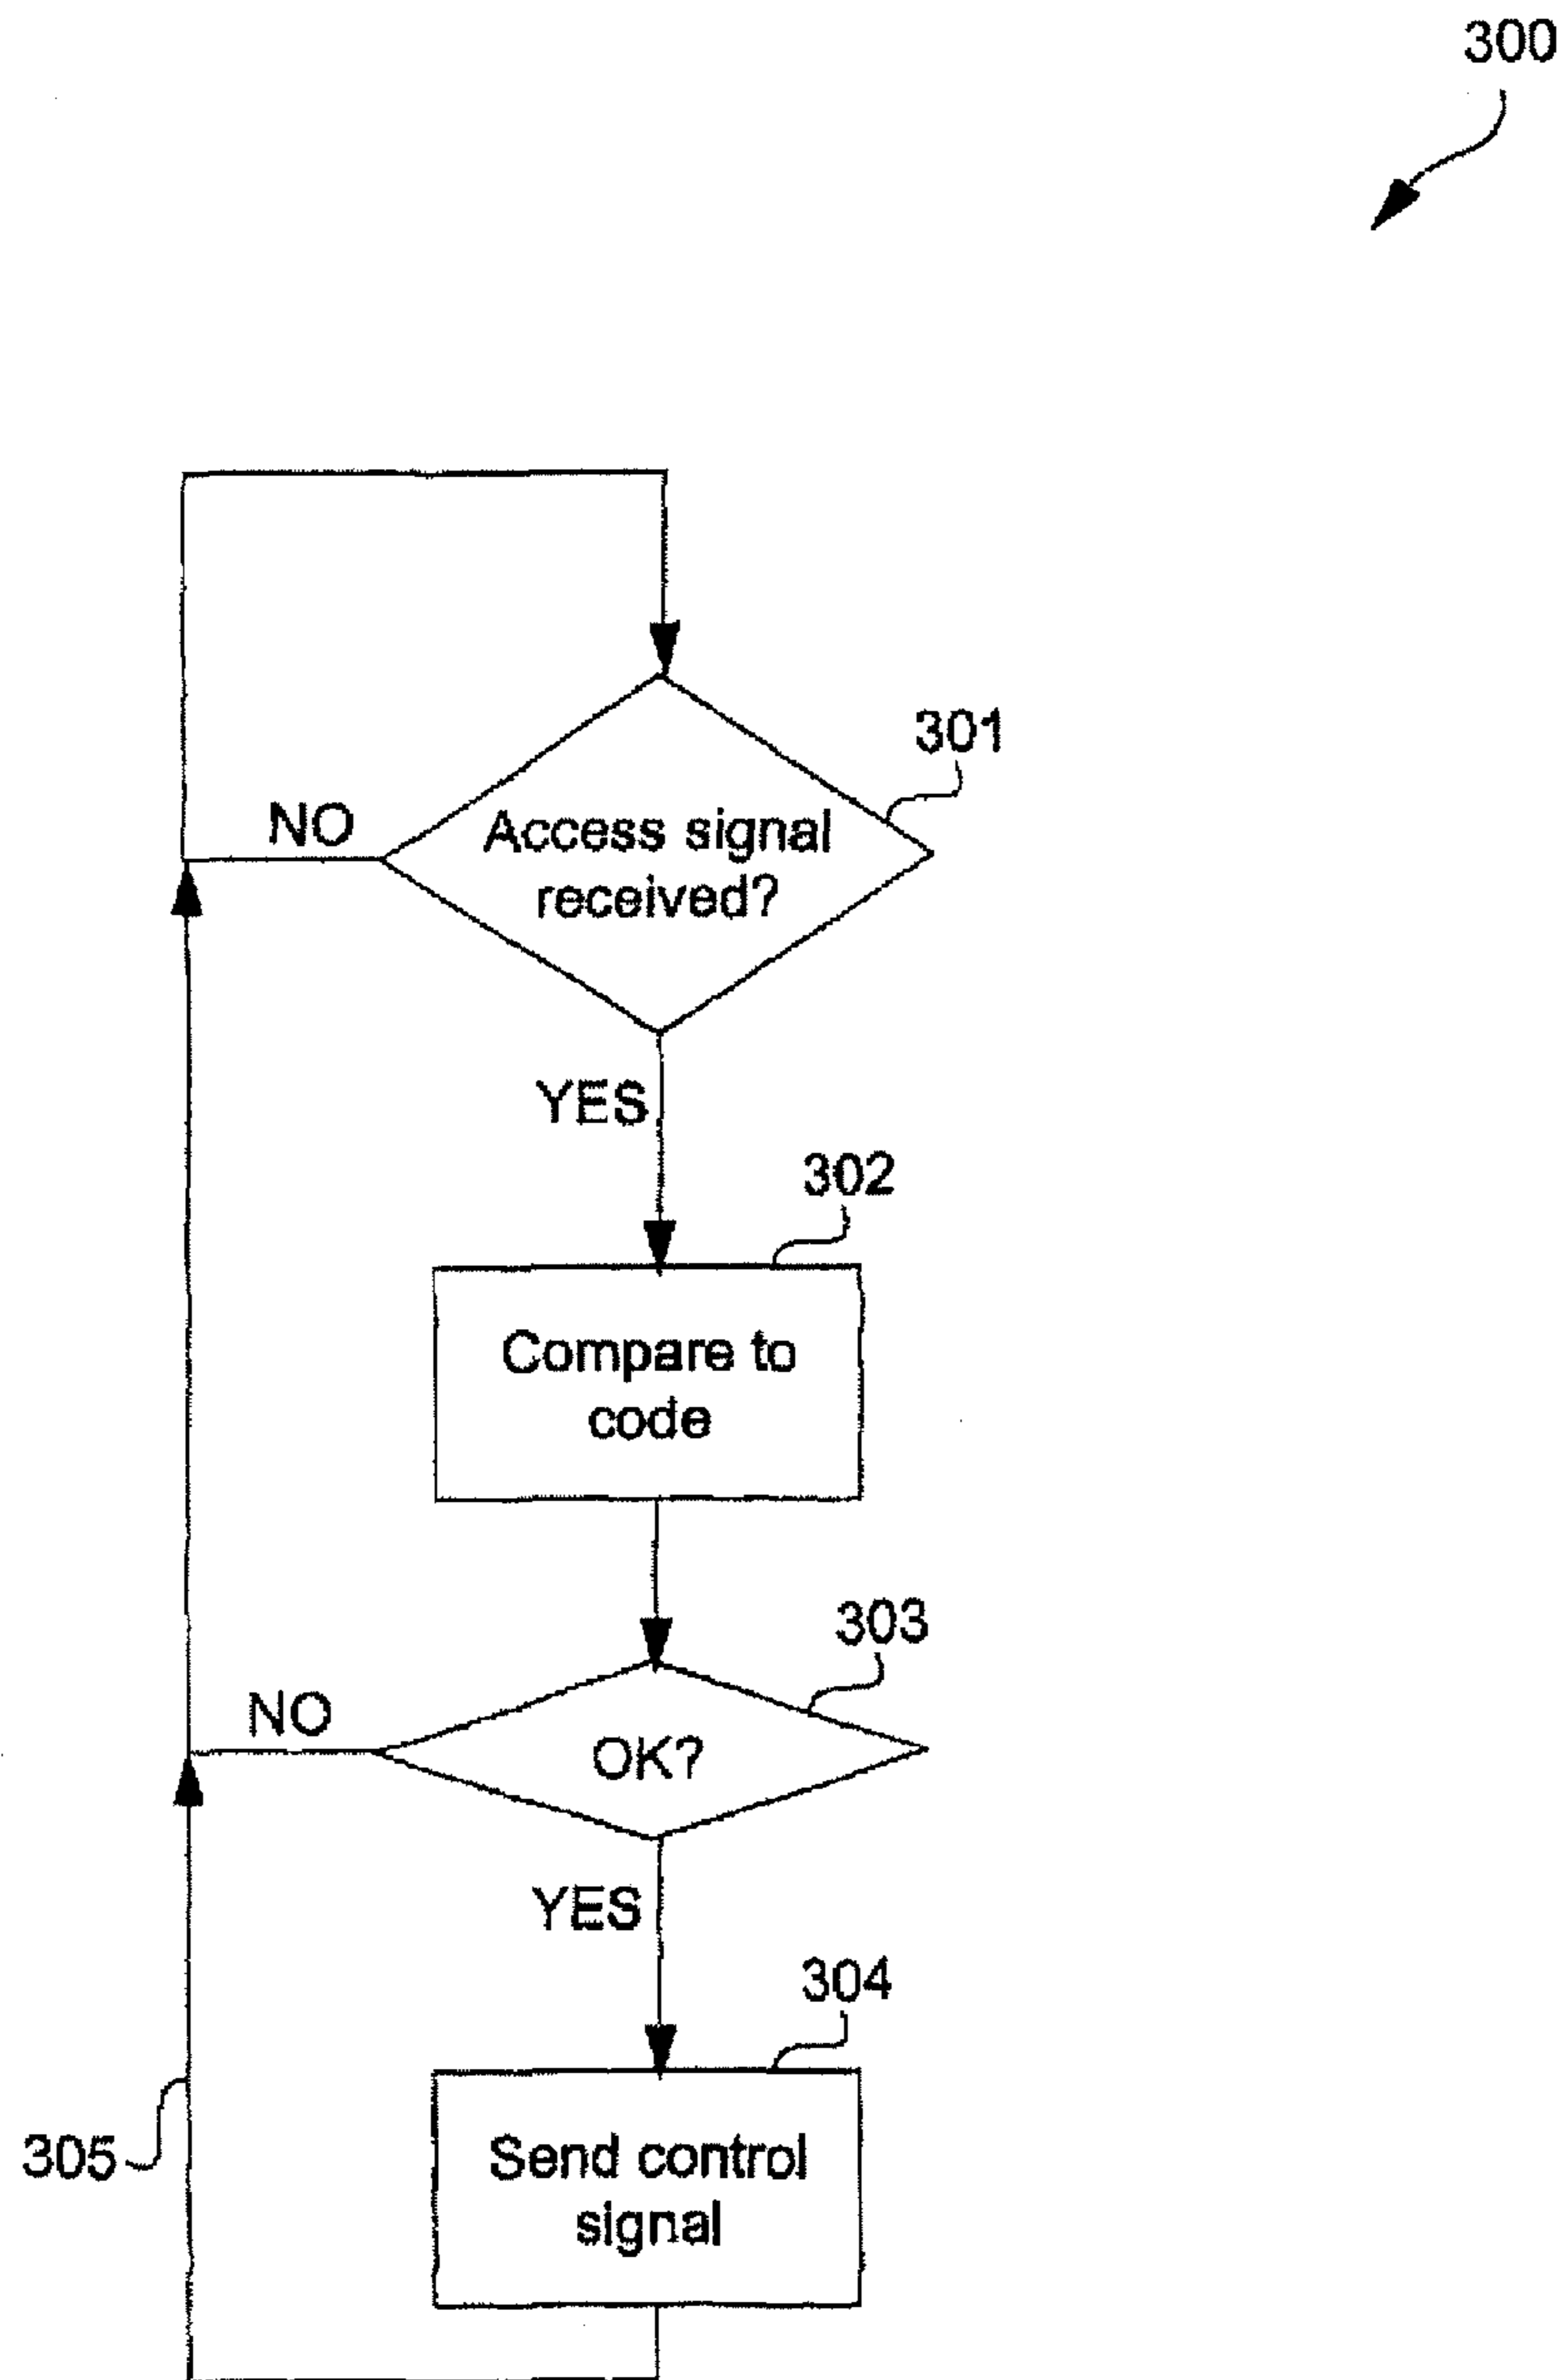 300
301
NO
Access signal
received?
YES
302
Compare to
code
303
NO
OK?
YES
304
305
Send control
signal